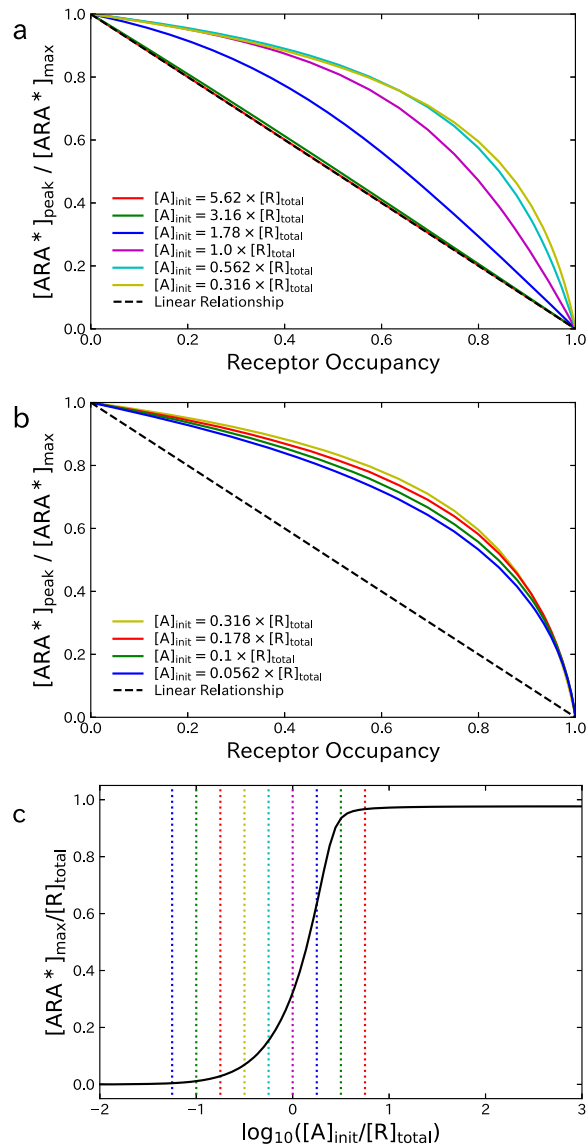 a
1.0
0.8
0.6
0.4
0.2
0.0
[ARA*]peak / [ARA*]max
[A]init = 5.62 × [R]total
[A]init = 3.16 × [R]total
[A]init = 1.78 × [R]total
[A]init = 1.0 × [R]total
[A]init = 0.562 × [R]total
[A]init = 0.316 × [R]total
Linear Relationship
0.0 0.2 0.4 0.6 0.8 1.0
Receptor Occupancy
b
1.0
0.8
0.6
0.4
0.2
0.0
[ARA*]peak / [ARA*]max
[A]init = 0.316 × [R]total
[A]init = 0.178 × [R]total
[A]init = 0.1 × [R]total
[A]init = 0.0562 × [R]total
Linear Relationship
0.0 0.2 0.4 0.6 0.8 1.0
Receptor Occupancy
c
1.0
0.8
0.6
0.4
0.2
0.0
[ARA*]max/[R]total
−2 −1 0 1 2 3
log10([A]init/[R]total)